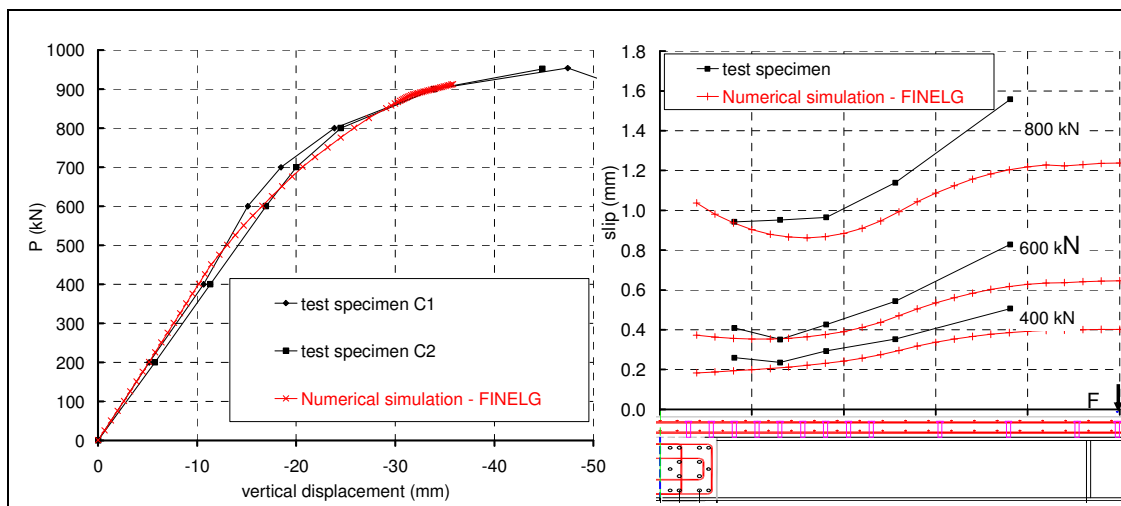 1000
900
800
700
600
500
400
300
200
100
0
P (kN)
0 -10 -20 -30 -40 -50
vertical displacement (mm)
test specimen C1
test specimen C2
Numerical simulation - FINELG
1.8
1.6
1.4
1.2
1.0
0.8
0.6
0.4
0.2
0.0
slip (mm)
test specimen
Numerical simulation - FINELG
800 kN
600 kN
400 kN
F